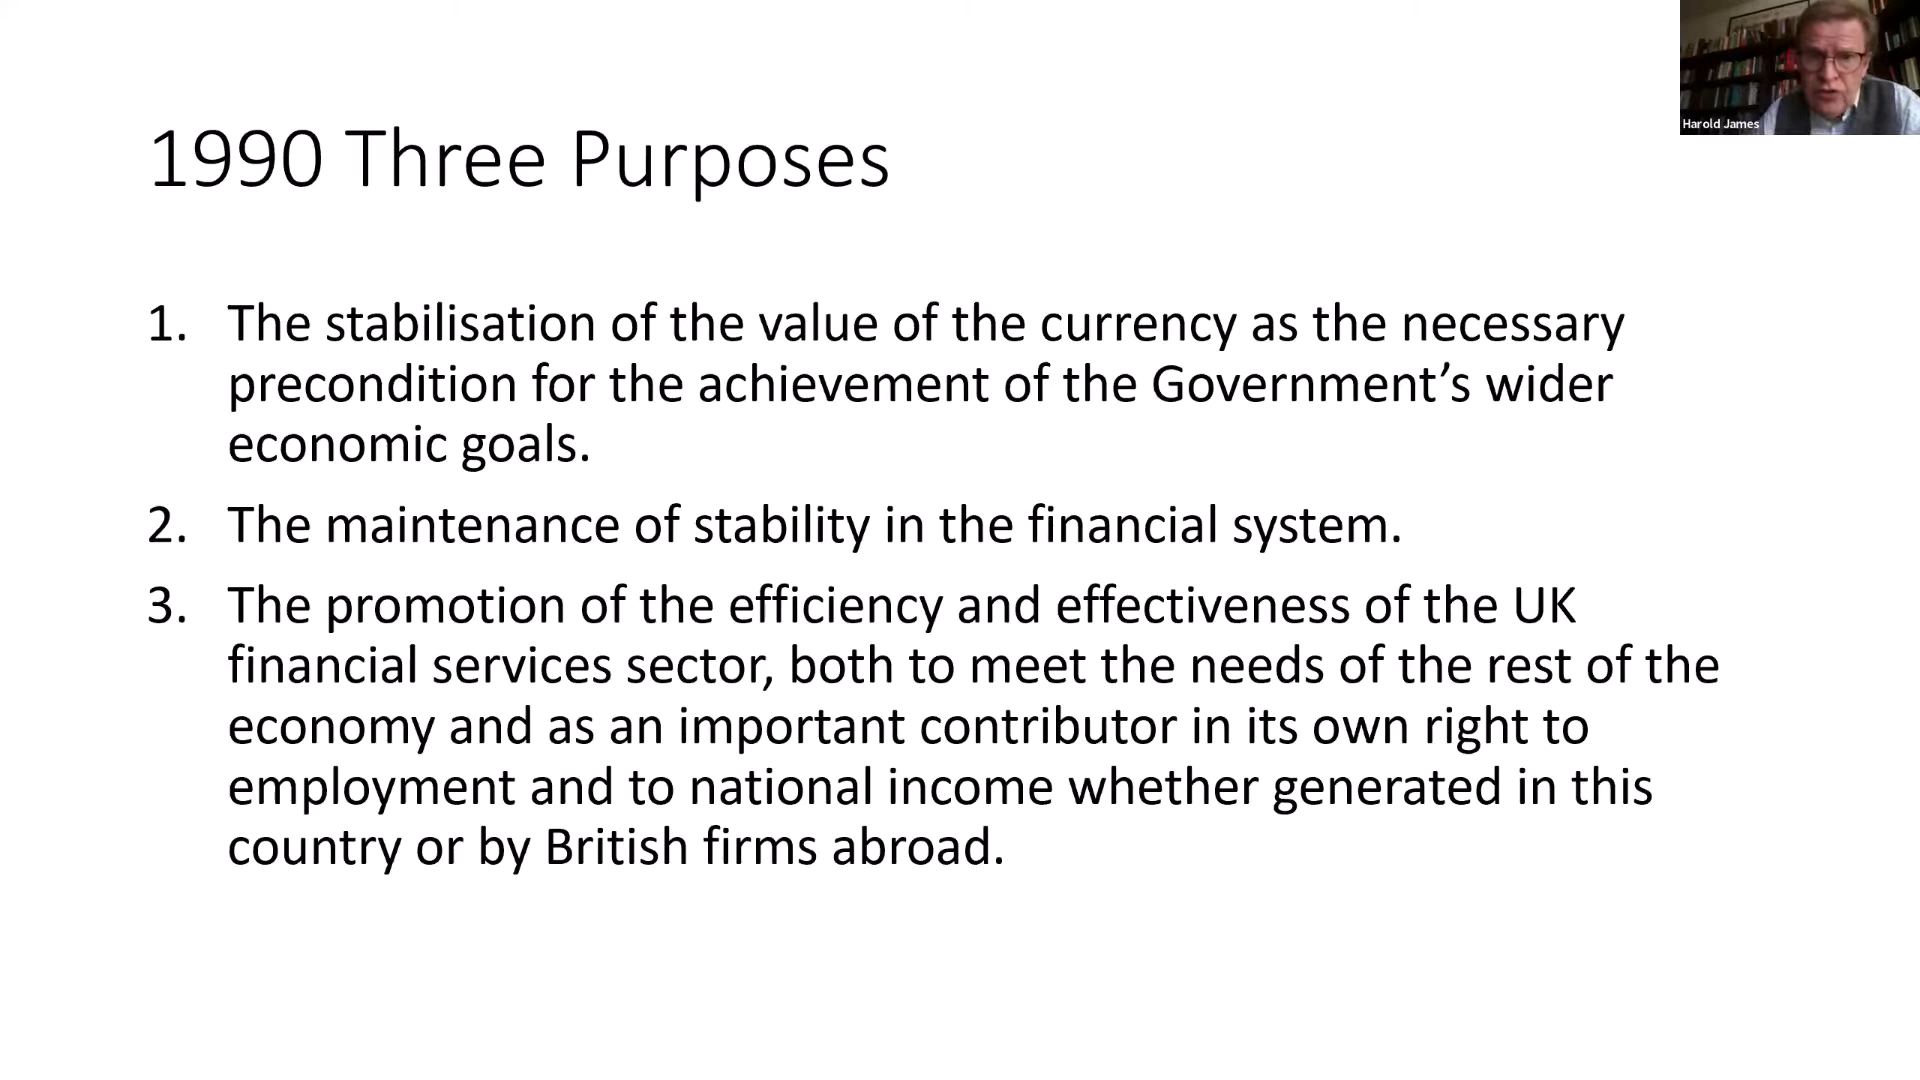 Harold James
1990 Three Purposes
1. The stabilisation of the value of the currency as the necessary
precondition for the achievement of the Government’s wider
economic goals.
2. The maintenance of stability in the financial system.
3. The promotion of the efficiency and effectiveness of the UK
financial services sector, both to meet the needs of the rest of the
economy and as an important contributor in its own right to
employment and to national income whether generated in this
country or by British firms abroad.